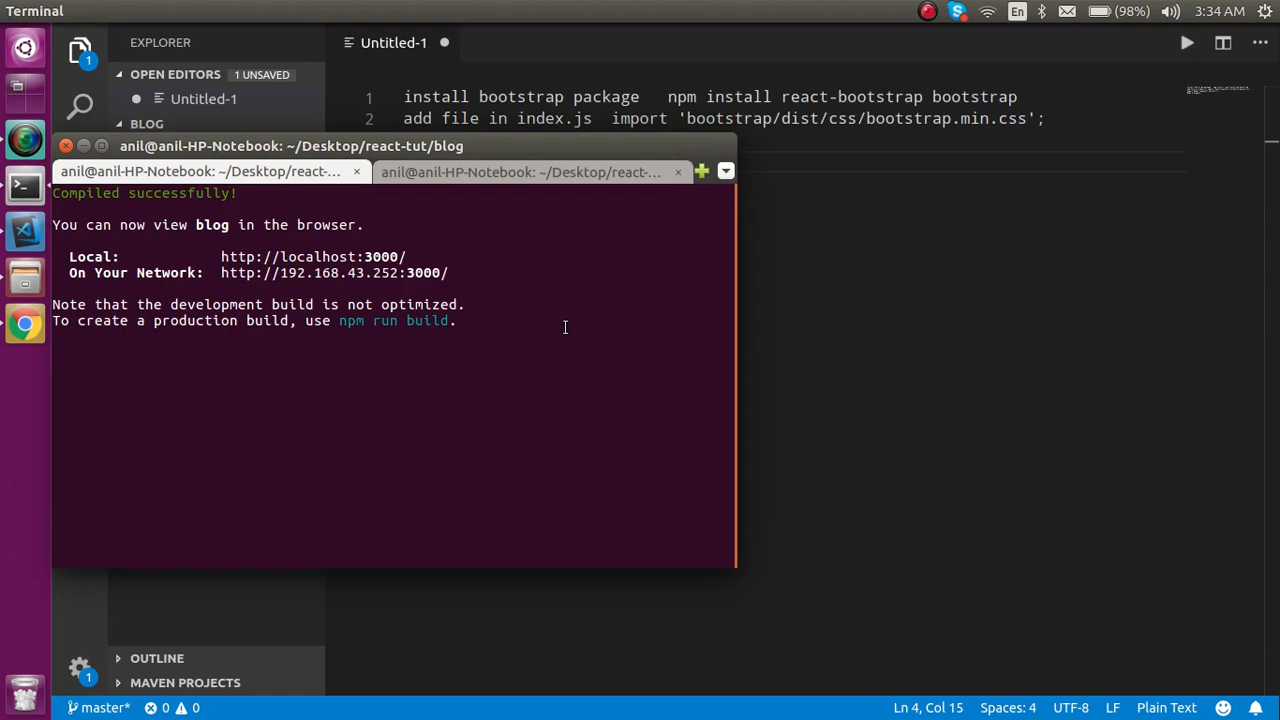 Terminal
En
(98%)
3:34 AM
1
EXPLORER
Untitled-1
OPEN EDITORS 1 UNSAVED
Untitled-1
BLOG
1 install bootstrap package npm install react-bootstrap bootstrap
2 add file in index.js import 'bootstrap/dist/css/bootstrap.min.css';
anil@anil-HP-Notebook: ~/Desktop/react-tut/blog
anil@anil-HP-Notebook: ~/Desktop/react-...
anil@anil-HP-Notebook: ~/Desktop/react-...
Compiled successfully!
You can now view blog in the browser.
Local: http://localhost:3000/
On Your Network: http://192.168.43.252:3000/
Note that the development build is not optimized.
To create a production build, use npm run build.
OUTLINE
MAVEN PROJECTS
1
master*
0
0
Ln 4, Col 15
Spaces: 4
UTF-8
LF
Plain Text